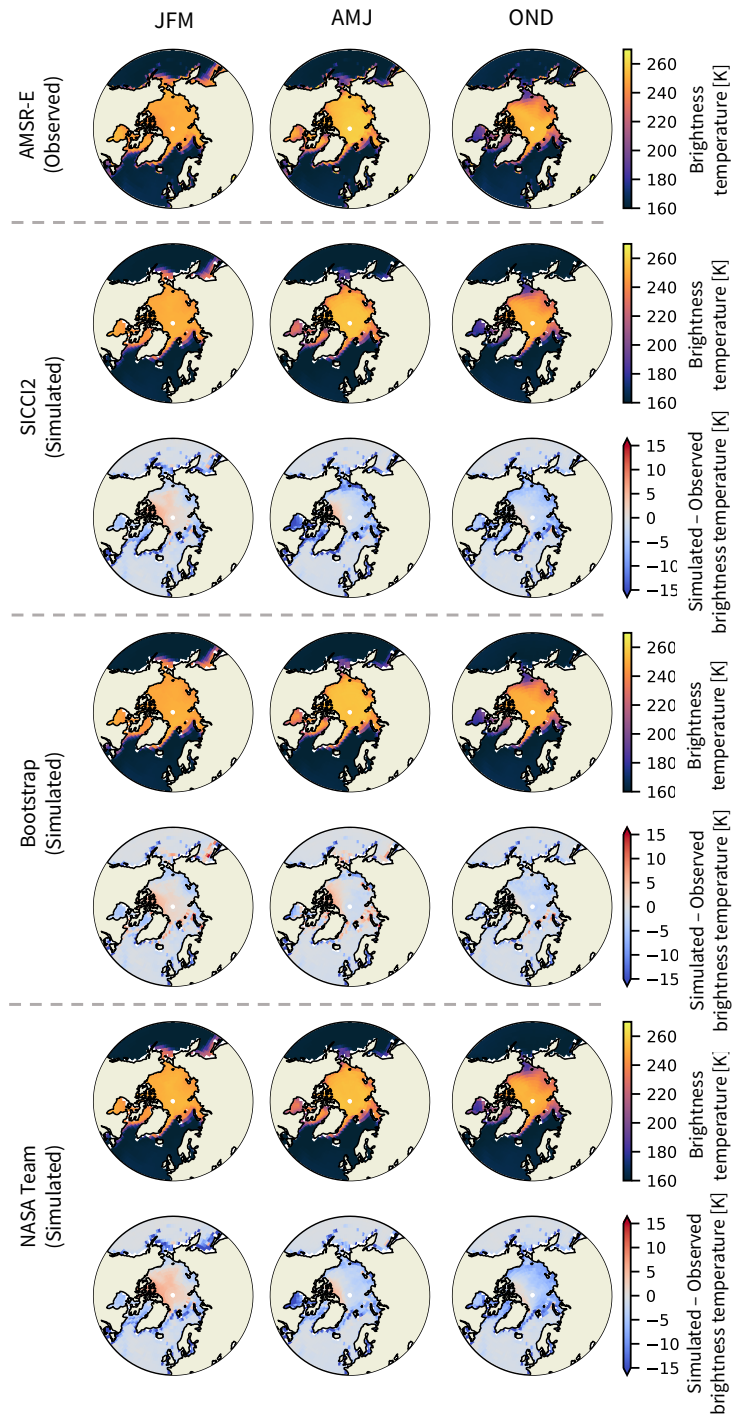 JFM
AMJ
OND
AMSR-E
(Observed)
260
240
220
200
180
160
Brightness
temperature [K]
SICCI2
(Simulated)
260
240
220
200
180
160
Brightness
temperature [K]
15
10
5
0
−5
−10
−15
Simulated – Observed
brightness temperature [K]
Bootstrap
(Simulated)
260
240
220
200
180
160
Brightness
temperature [K]
15
10
5
0
−5
−10
−15
Simulated – Observed
brightness temperature [K]
NASA Team
(Simulated)
260
240
220
200
180
160
Brightness
temperature [K]
15
10
5
0
−5
−10
−15
Simulated – Observed
brightness temperature [K]